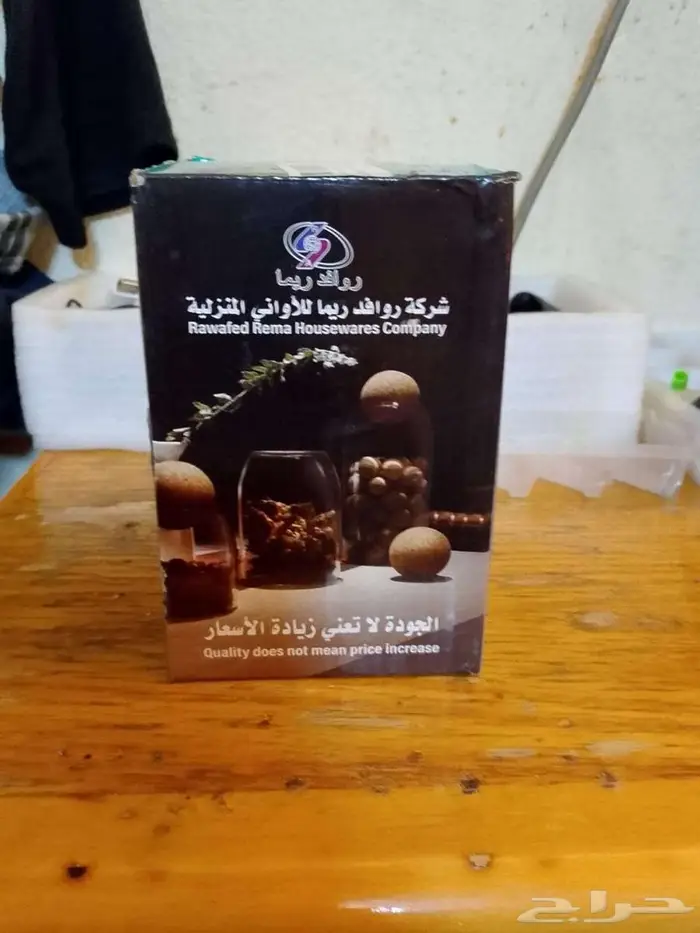 روافد ريما
شركة روافد ريما للأواني المنزلية
Rawafed Rema Housewares Company
الجودة لا تعني زيادة الأسعار
Quality does not mean price increase
حراج